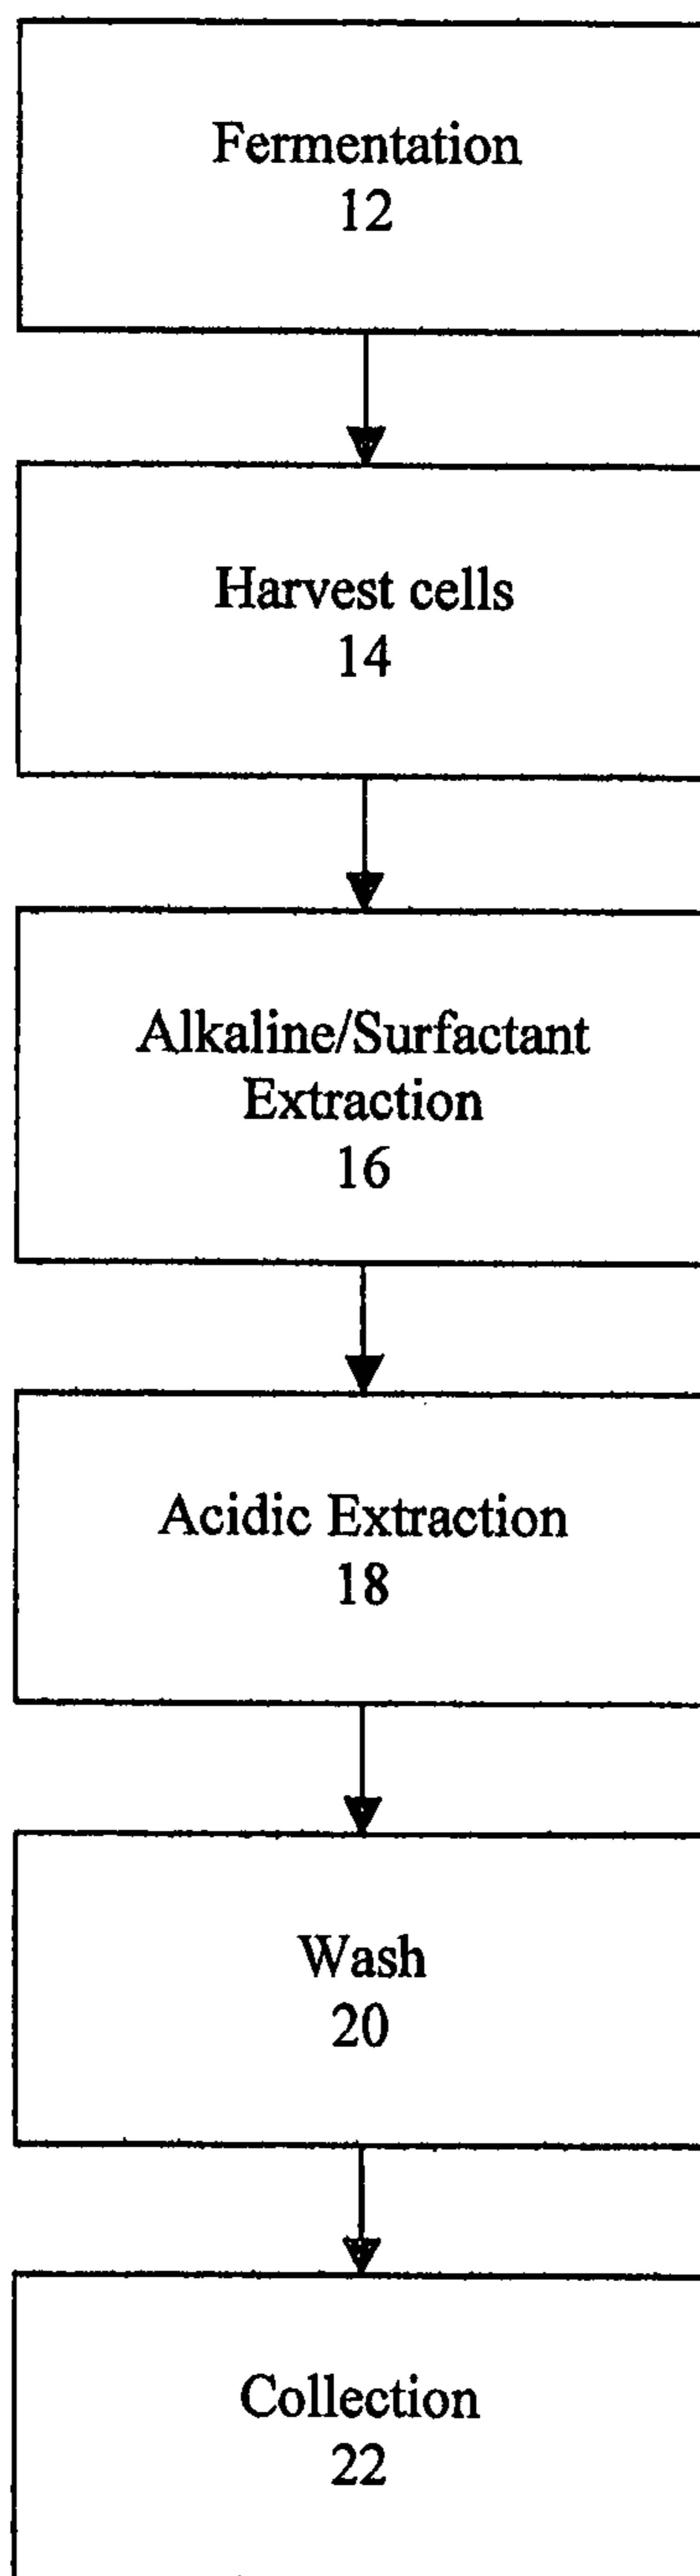 Fermentation
12
Harvest cells
14
Alkaline/Surfactant
Extraction
16
Acidic Extraction
18
Wash
20
Collection
22